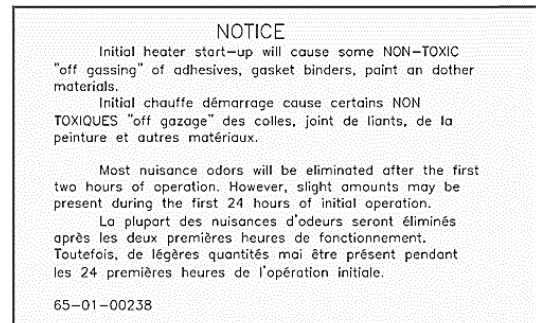 NOTICE
Initial heater start-up will cause some NON-TOXIC
"off gassing" of adhesives, gasket binders, paint an dother
materials.
Initial chauffe démarrage cause certains NON
TOXIQUES "off gazage" des colles, joint de liants, de la
peinture et autres matériaux.
Most nuisance odors will be eliminated after the first
two hours of operation. However, slight amounts may be
present during the first 24 hours of initial operation.
La plupart des nuisances d'odeurs seront éliminés
après les deux premières heures de fonctionnement.
Toutefois, de légères quantités mai être présent pendant
les 24 premières heures de l'opération initiale.
65-01-00238